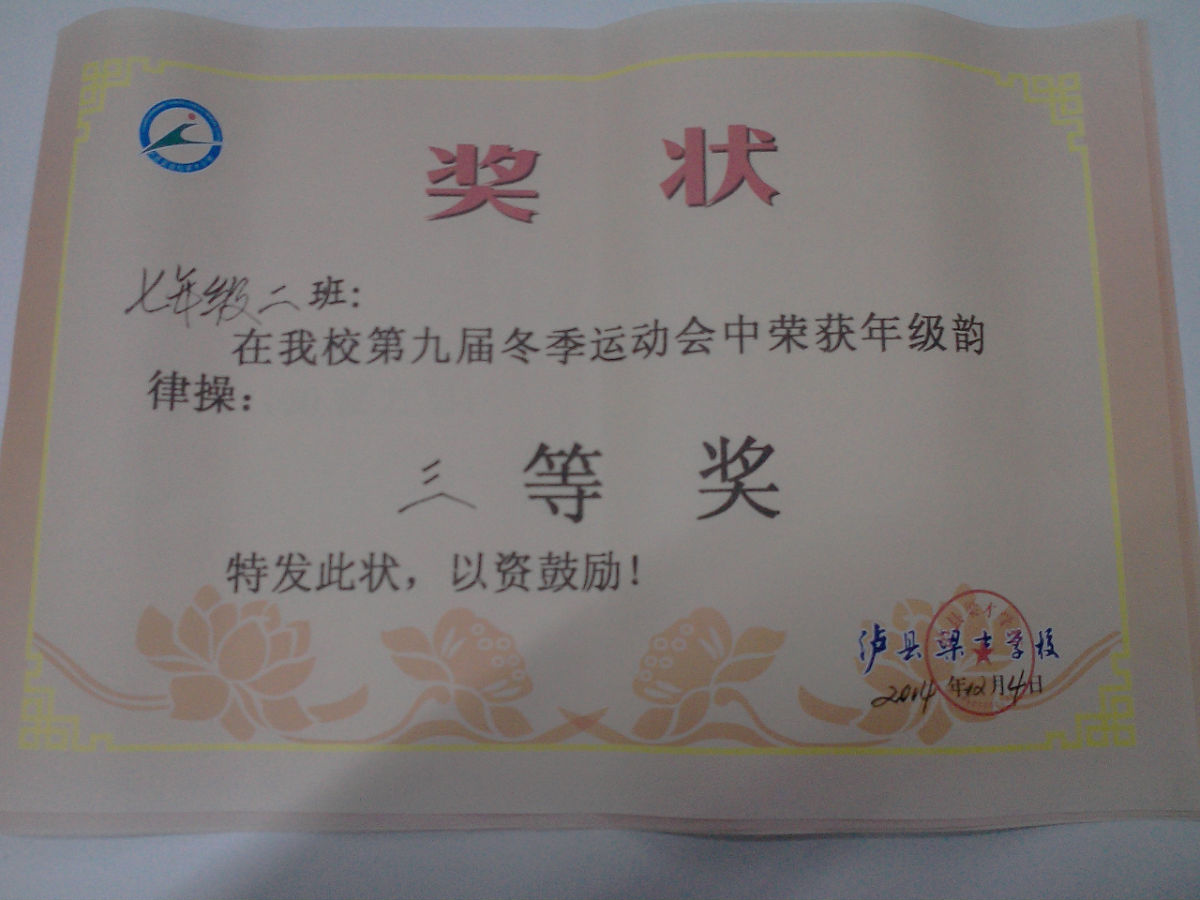 奖 状
七年级二班：
在我校第九届冬季运动会中荣获年级韵
律操：
三 等 奖
特发此状，以资鼓励！
泸县梁才学校
2014年12月4日